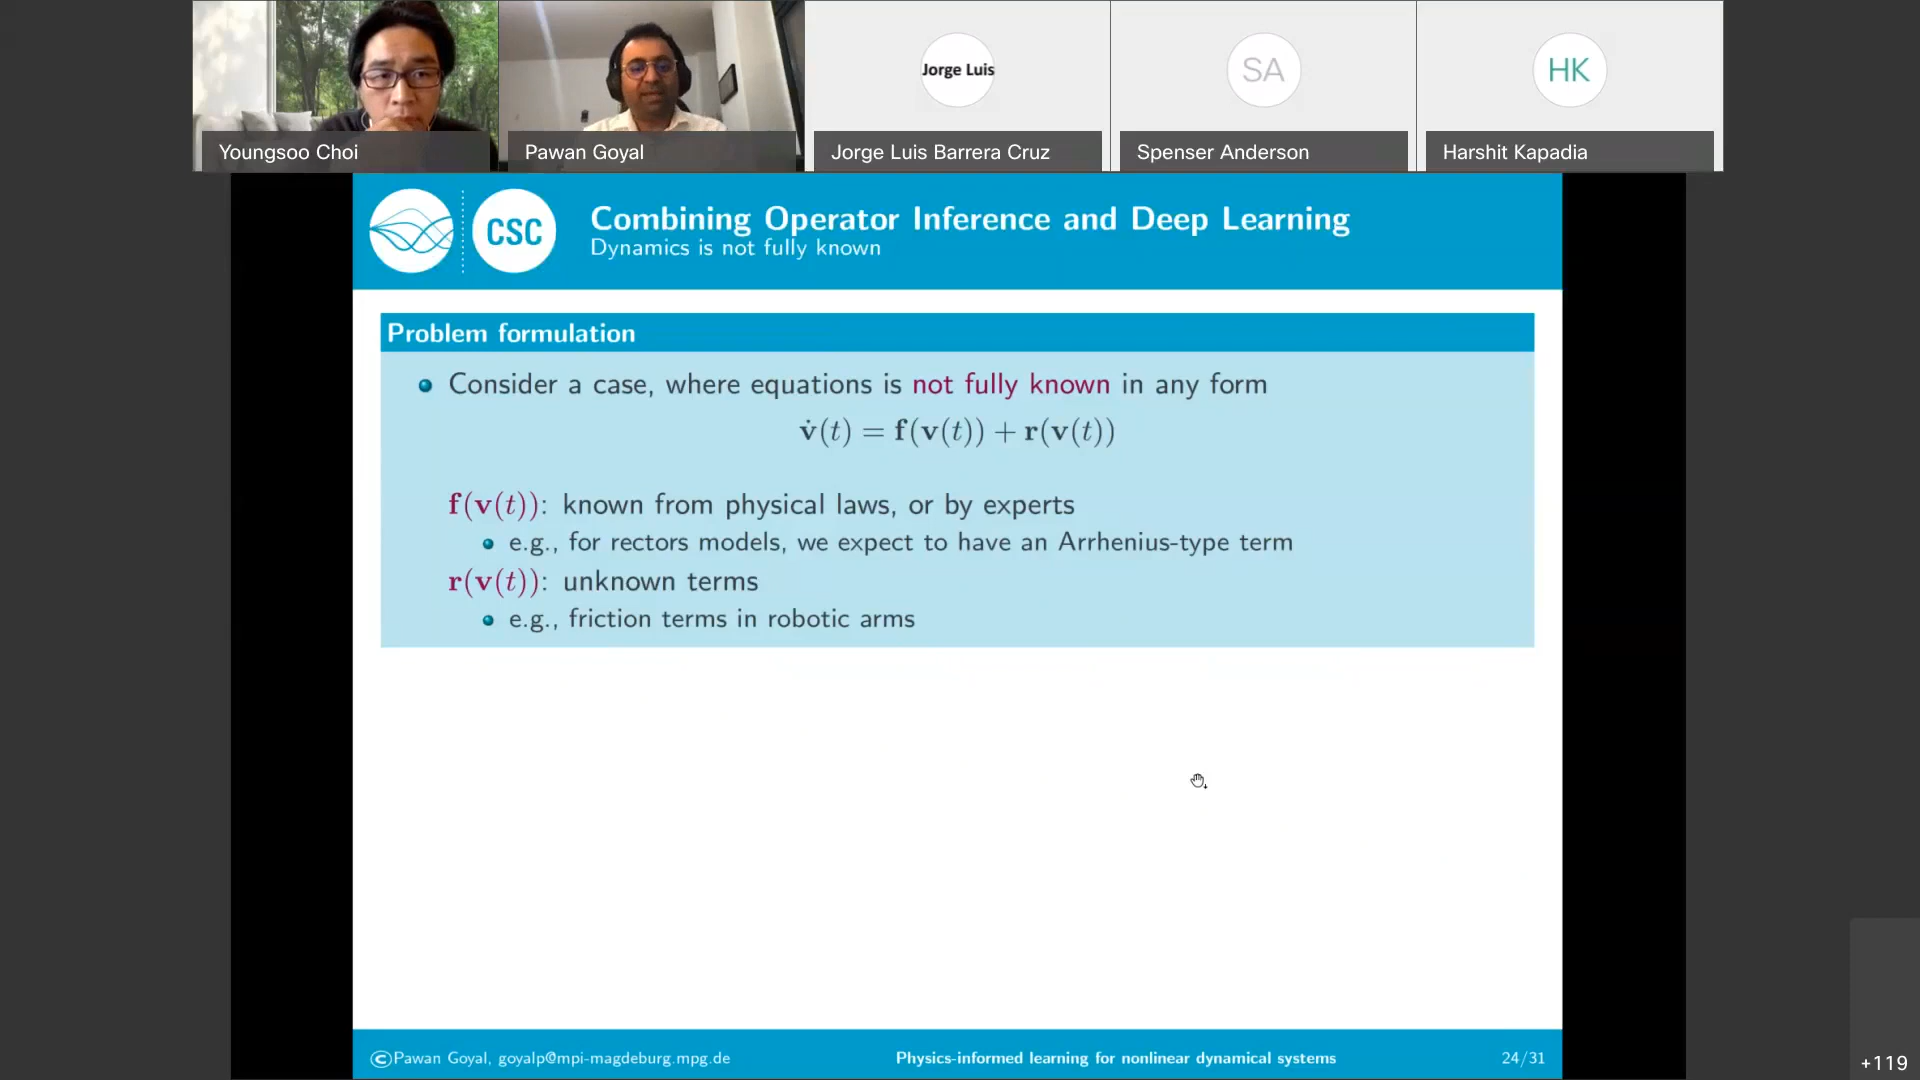 Jorge Luis
SA
HK
Youngsoo Choi
Pawan Goyal
Jorge Luis Barrera Cruz
Spenser Anderson
Harshit Kapadia
CSC
Combining Operator Inference and Deep Learning
Dynamics is not fully known
Problem formulation
Consider a case, where equations is not fully known in any form
v̇(t) = f(v(t)) + r(v(t))
f(v(t)): known from physical laws, or by experts
e.g., for rectors models, we expect to have an Arrhenius-type term
r(v(t)): unknown terms
e.g., friction terms in robotic arms
©Pawan Goyal, goyalp@mpi-magdeburg.mpg.de
Physics-informed learning for nonlinear dynamical systems
24/31
+119